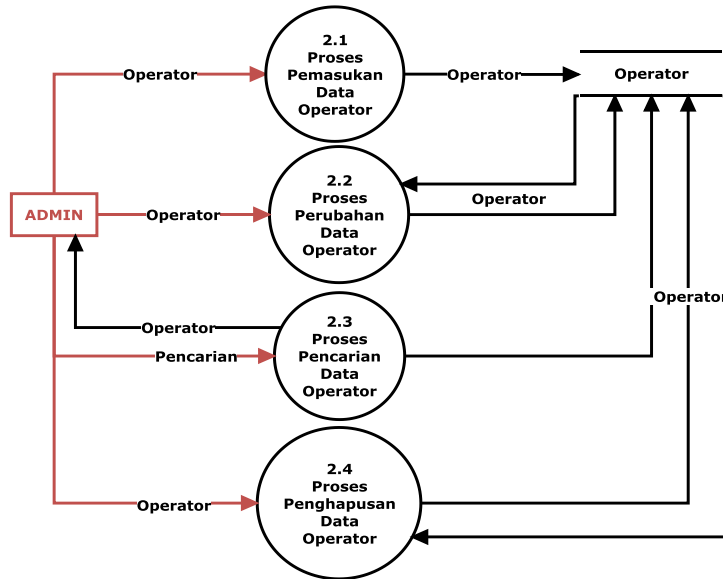 2.1
Proses
Pemasukan
Data
Operator
Operator
Operator
Operator
2.2
Proses
Perubahan
Data
Operator
ADMIN
Operator
Operator
2.3
Proses
Pencarian
Data
Operator
Operator
Pencarian
Operator
2.4
Proses
Penghapusan
Data
Operator
Operator